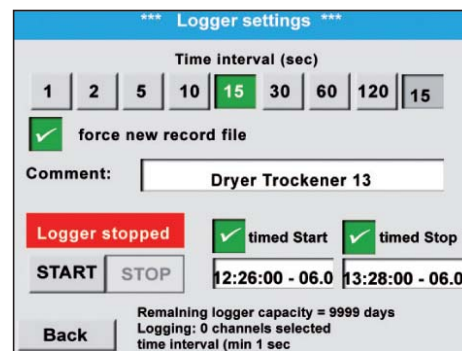 *** Logger settings ***
Time interval (sec)
1 2 5 10 15 30 60 120 15
force new record file
Comment: Dryer Trockener 13
Logger stopped timed Start timed Stop
START STOP 12:26:00 - 06.0 13:28:00 - 06.0
Remaining logger capacity = 9999 days
Logging: 0 channels selected
Back time interval (min 1 sec